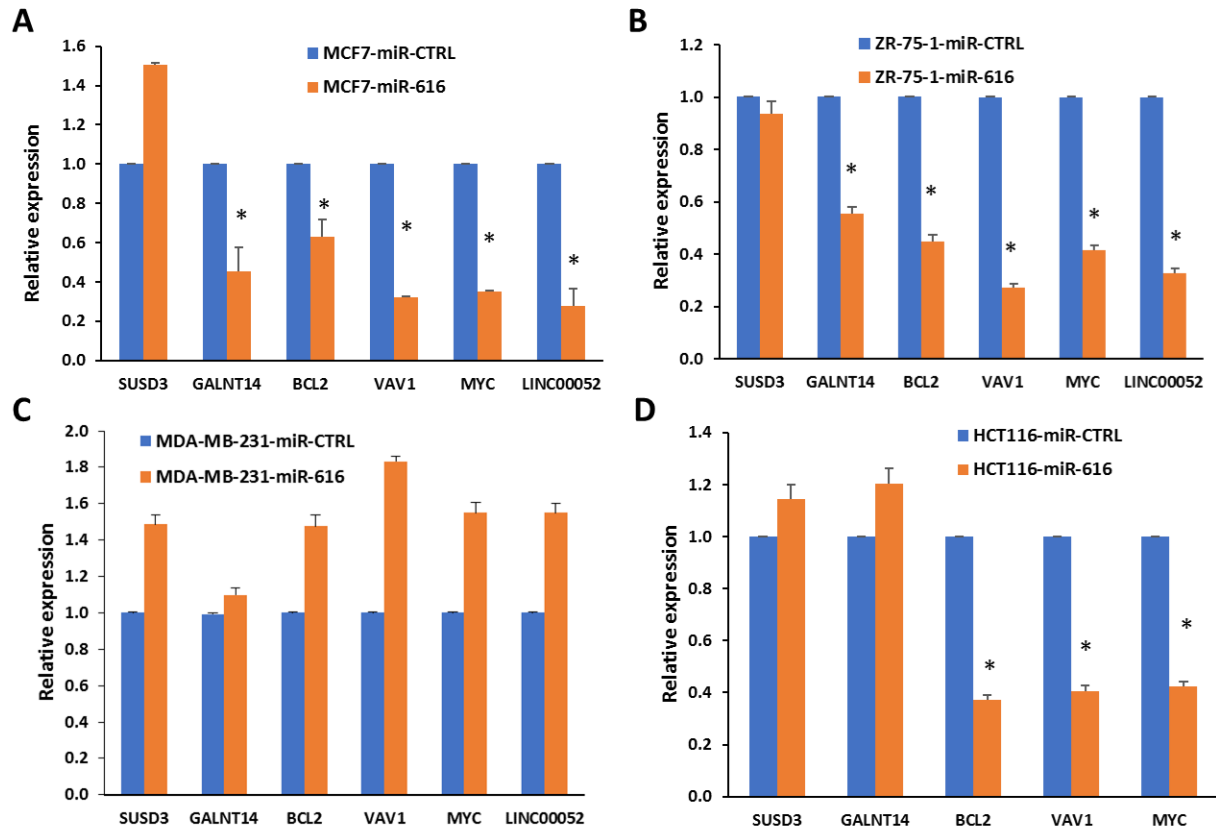 A
MCF7-miR-CTRL
MCF7-miR-616
Relative expression
1.6
1.4
1.2
1.0
0.8
0.6
0.4
0.2
0.0
*
*
*
*
*
SUSD3 GALNT14 BCL2 VAV1 MYC LINC00052
B
ZR-75-1-miR-CTRL
ZR-75-1-miR-616
Relative expression
1.2
1.0
0.8
0.6
0.4
0.2
0.0
*
*
*
*
*
SUSD3 GALNT14 BCL2 VAV1 MYC LINC00052
C
MDA-MB-231-miR-CTRL
MDA-MB-231-miR-616
Relative expression
2.0
1.8
1.6
1.4
1.2
1.0
0.8
0.6
0.4
0.2
0.0
SUSD3 GALNT14 BCL2 VAV1 MYC LINC00052
D
HCT116-miR-CTRL
HCT116-miR-616
Relative expression
1.4
1.2
1.0
0.8
0.6
0.4
0.2
0.0
*
*
*
SUSD3 GALNT14 BCL2 VAV1 MYC